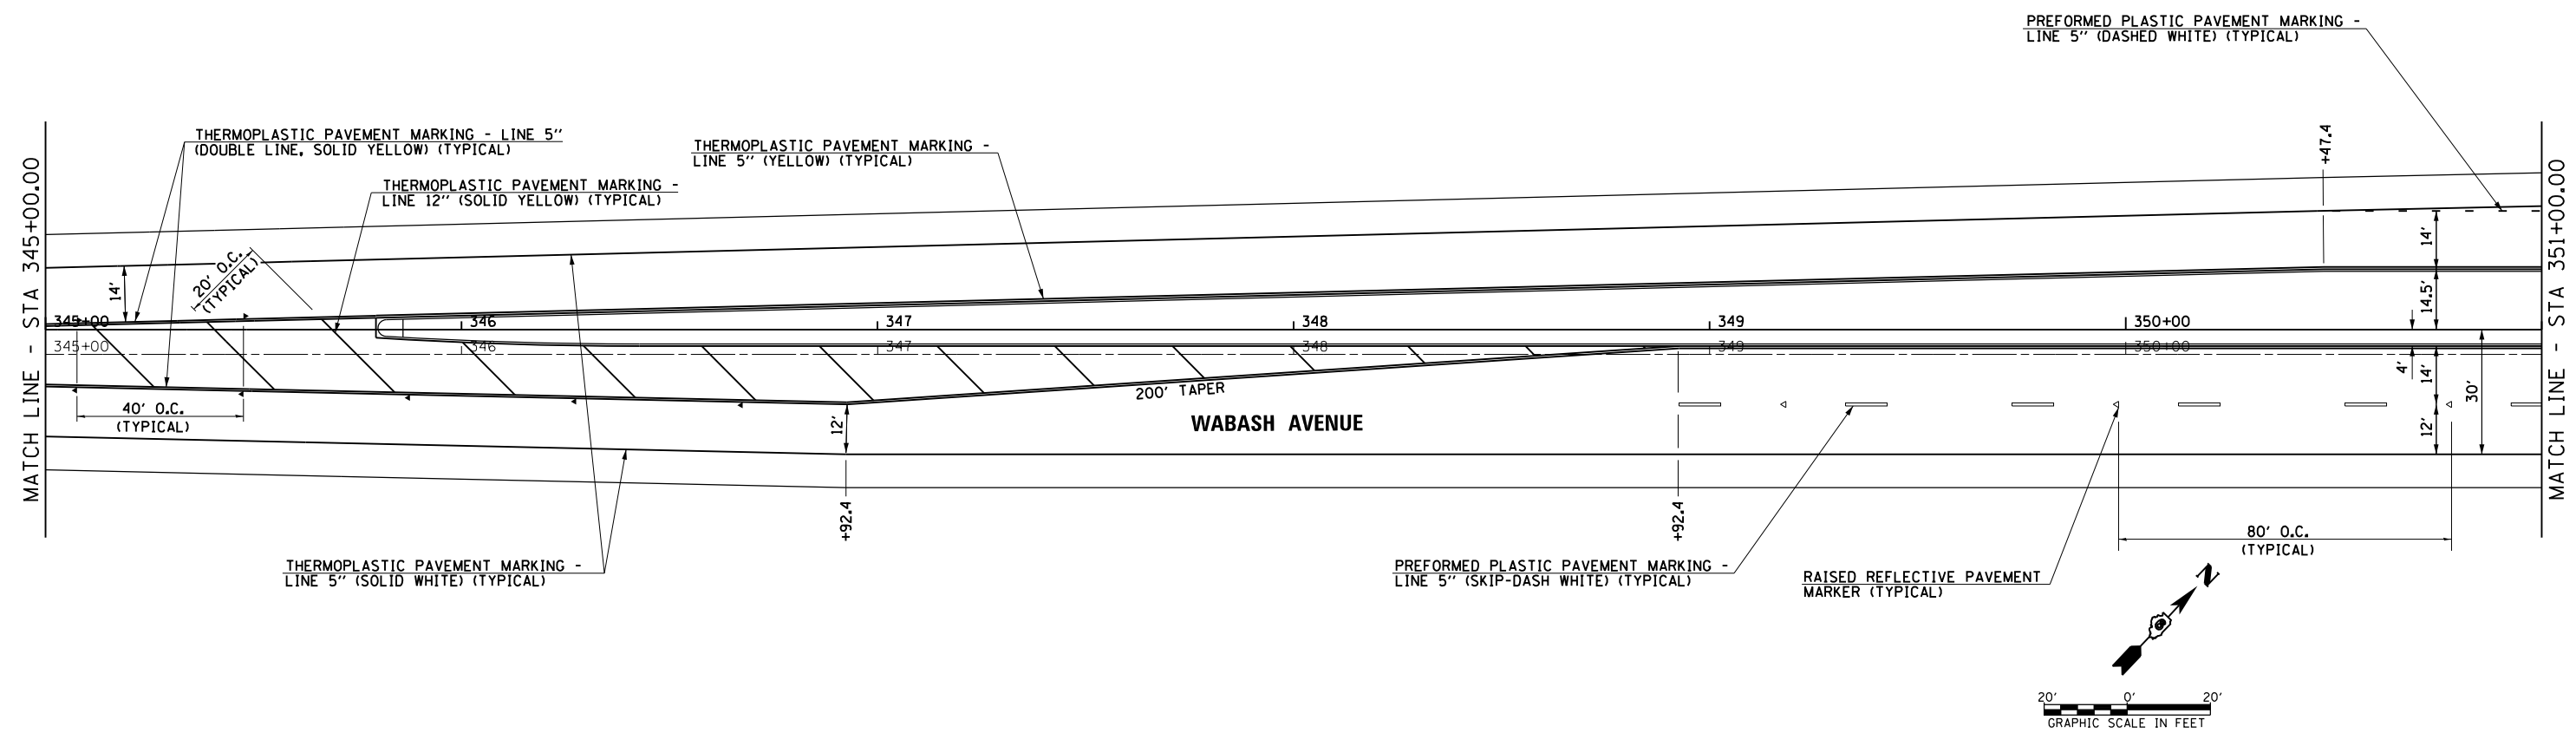 PREFORMED PLASTIC PAVEMENT MARKING -
LINE 5" (DASHED WHITE) (TYPICAL)
THERMOPLASTIC PAVEMENT MARKING - LINE 5"
(DOUBLE LINE, SOLID YELLOW) (TYPICAL)
THERMOPLASTIC PAVEMENT MARKING -
LINE 5" (YELLOW) (TYPICAL)
+47.4
THERMOPLASTIC PAVEMENT MARKING -
LINE 12" (SOLID YELLOW) (TYPICAL)
MATCH LINE - STA 345+00.00
MATCH LINE - STA 351+00.00
20' O.C.
(TYPICAL)
14'
14'
14.5'
345+00
346
347
348
349
350+00
345+00
346
347
348
349
350+00
4'
14'
30'
12'
200' TAPER
40' O.C.
(TYPICAL)
12'
WABASH AVENUE
+92.4
+92.4
80' O.C.
(TYPICAL)
THERMOPLASTIC PAVEMENT MARKING -
LINE 5" (SOLID WHITE) (TYPICAL)
PREFORMED PLASTIC PAVEMENT MARKING -
LINE 5" (SKIP-DASH WHITE) (TYPICAL)
RAISED REFLECTIVE PAVEMENT
MARKER (TYPICAL)
N
20' 0' 20'
GRAPHIC SCALE IN FEET